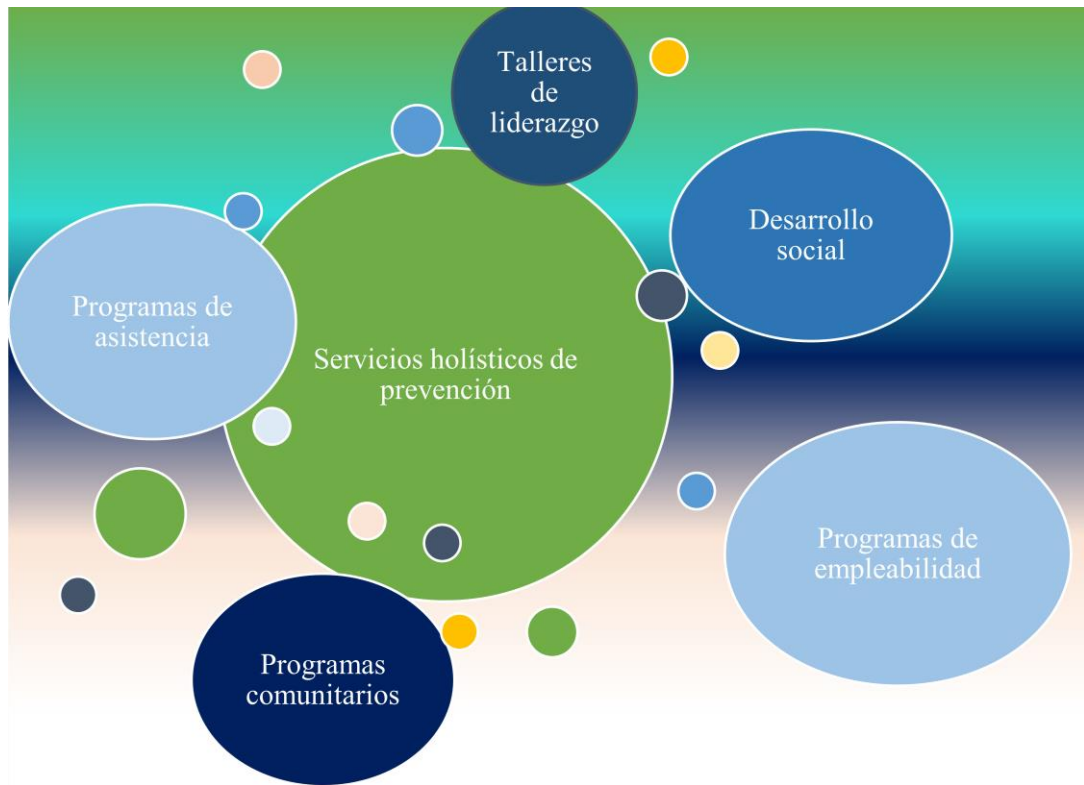 Talleres
de
liderazgo
Desarrollo
social
Programas de
asistencia
Servicios holísticos de
prevención
Programas de
empleabilidad
Programas
comunitarios